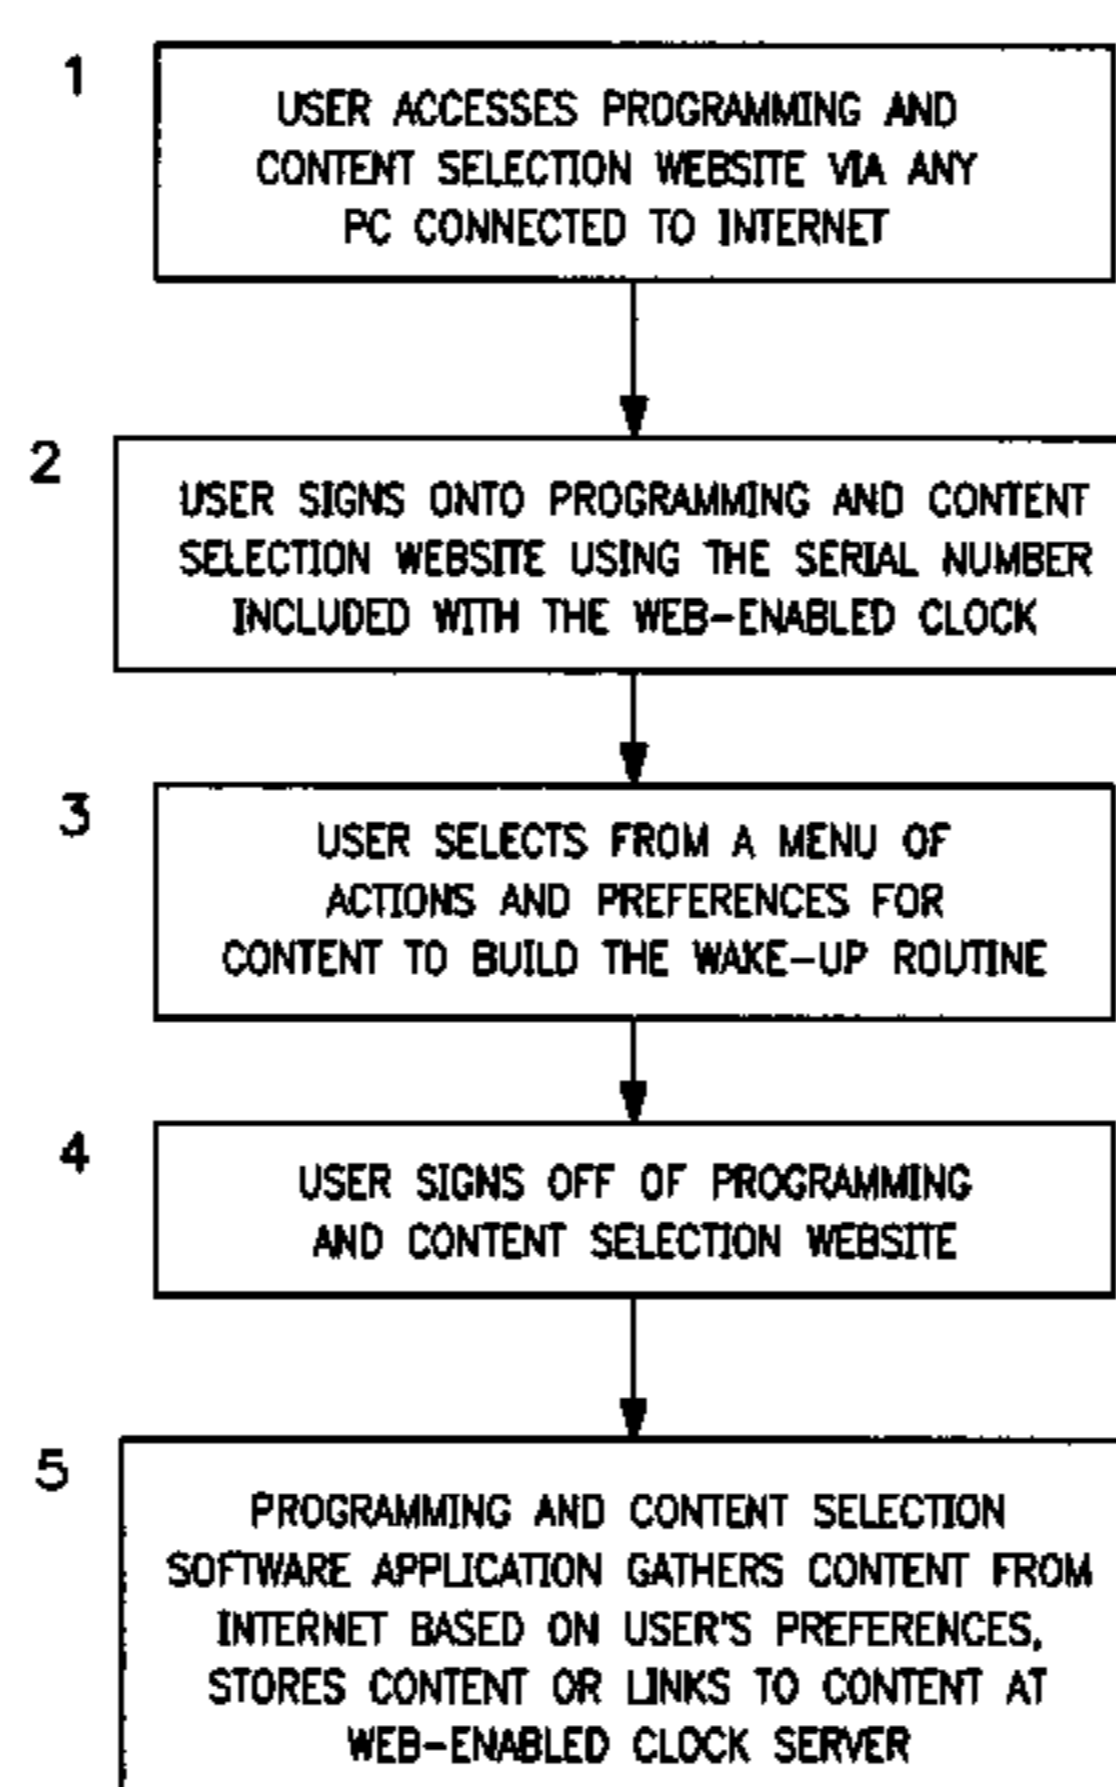 1
USER ACCESSES PROGRAMMING AND
CONTENT SELECTION WEBSITE VIA ANY
PC CONNECTED TO INTERNET
2
USER SIGNS ONTO PROGRAMMING AND CONTENT
SELECTION WEBSITE USING THE SERIAL NUMBER
INCLUDED WITH THE WEB-ENABLED CLOCK
3
USER SELECTS FROM A MENU OF
ACTIONS AND PREFERENCES FOR
CONTENT TO BUILD THE WAKE-UP ROUTINE
4
USER SIGNS OFF OF PROGRAMMING
AND CONTENT SELECTION WEBSITE
5
PROGRAMMING AND CONTENT SELECTION
SOFTWARE APPLICATION GATHERS CONTENT FROM
INTERNET BASED ON USER'S PREFERENCES,
STORES CONTENT OR LINKS TO CONTENT AT
WEB-ENABLED CLOCK SERVER